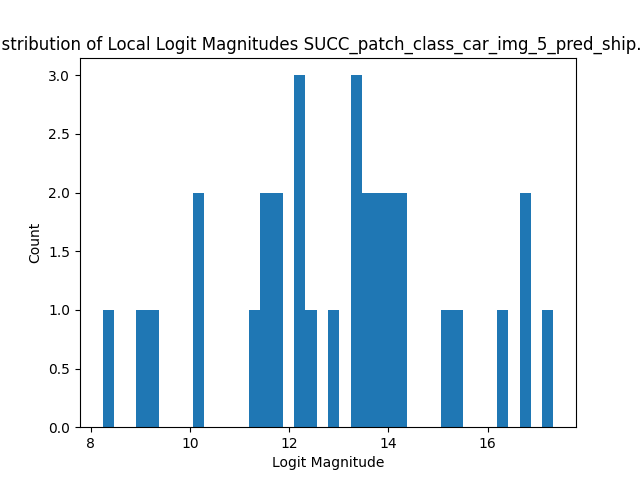 stribution of Local Logit Magnitudes SUCC_patch_class_car_img_5_pred_ship.
3.0
2.5
2.0
1.5
1.0
0.5
0.0
Count
8 10 12 14 16
Logit Magnitude